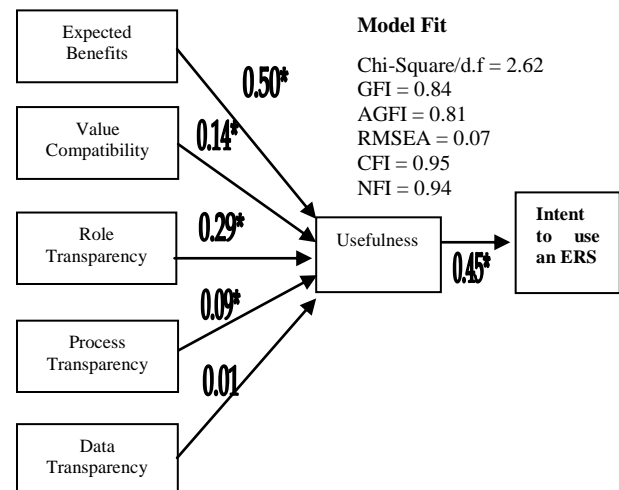 Expected
Benefits
Value
Compatibility
Role
Transparency
Process
Transparency
Data
Transparency
0.50*
0.14*
0.29*
0.09*
0.01
Model Fit
Chi-Square/d.f = 2.62
GFI = 0.84
AGFI = 0.81
RMSEA = 0.07
CFI = 0.95
NFI = 0.94
Usefulness
0.45*
Intent
to use
an ERS